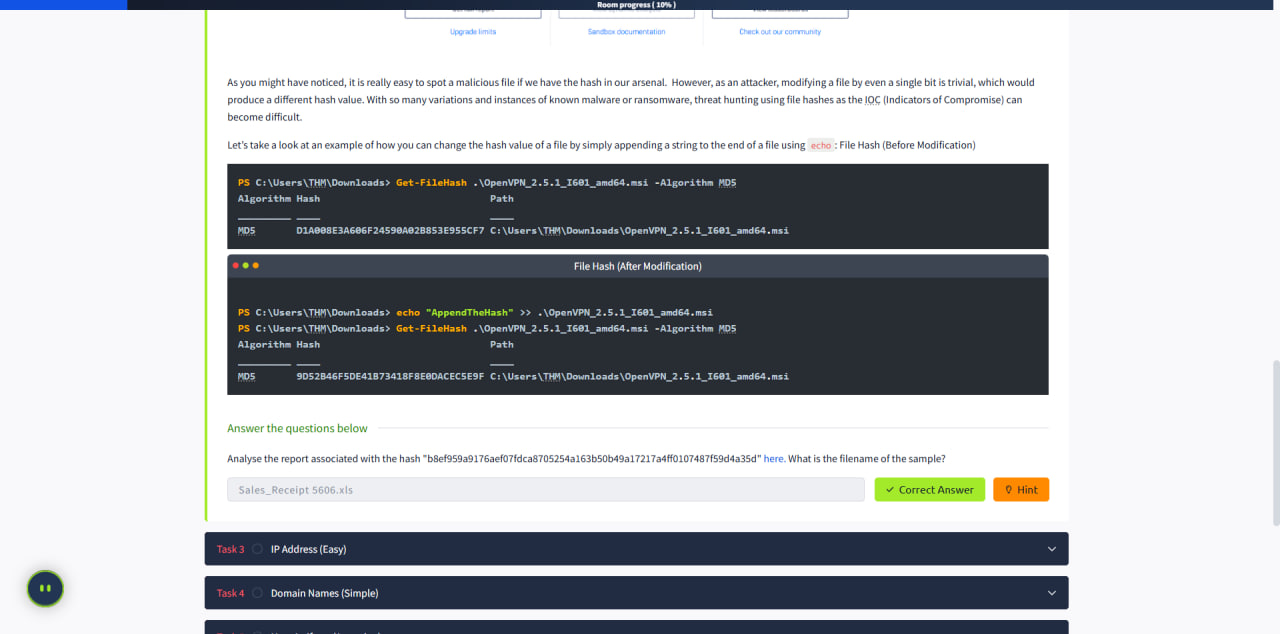 Room progress ( 10% )
Upgrade limits
Sandbox documentation
Check out our community
As you might have noticed, it is really easy to spot a malicious file if we have the hash in our arsenal. However, as an attacker, modifying a file by even a single bit is trivial, which would
produce a different hash value. With so many variations and instances of known malware or ransomware, threat hunting using file hashes as the IOC (Indicators of Compromise) can
become difficult.
Let's take a look at an example of how you can change the hash value of a file by simply appending a string to the end of a file using echo : File Hash (Before Modification)
PS C:\Users\THM\Downloads> Get-FileHash .\OpenVPN_2.5.1_I601_amd64.msi -Algorithm MD5
Algorithm Hash Path
_________ ____ ____
MD5 D1A008E3A606F24590A02B853E955CF7 C:\Users\THM\Downloads\OpenVPN_2.5.1_I601_amd64.msi
File Hash (After Modification)
PS C:\Users\THM\Downloads> echo "AppendTheHash" >> .\OpenVPN_2.5.1_I601_amd64.msi
PS C:\Users\THM\Downloads> Get-FileHash .\OpenVPN_2.5.1_I601_amd64.msi -Algorithm MD5
Algorithm Hash Path
_________ ____ ____
MD5 9D52B46F5DE41B73418F8E0DACEC5E9F C:\Users\THM\Downloads\OpenVPN_2.5.1_I601_amd64.msi
Answer the questions below
Analyse the report associated with the hash "b8ef959a9176aef07fdca8705254a163b50b49a17217a4ff0107487f59d4a35d" here. What is the filename of the sample?
Sales_Receipt 5606.xls
Correct Answer
Hint
Task 3 IP Address (Easy)
Task 4 Domain Names (Simple)